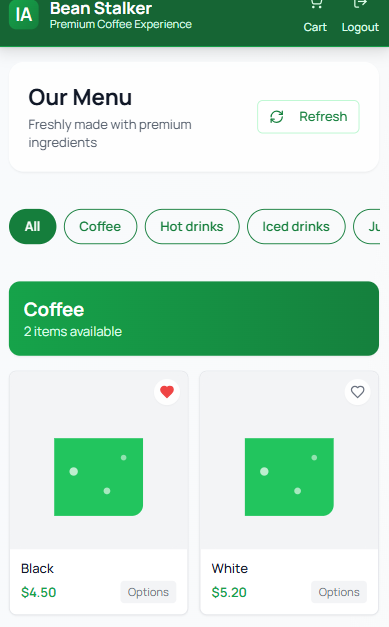 IA
Bean Stalker
Premium Coffee Experience
Cart
Logout
Our Menu
Freshly made with premium
ingredients
Refresh
All
Coffee
Hot drinks
Iced drinks
Ju
Coffee
2 items available
Black
$4.50
Options
White
$5.20
Options